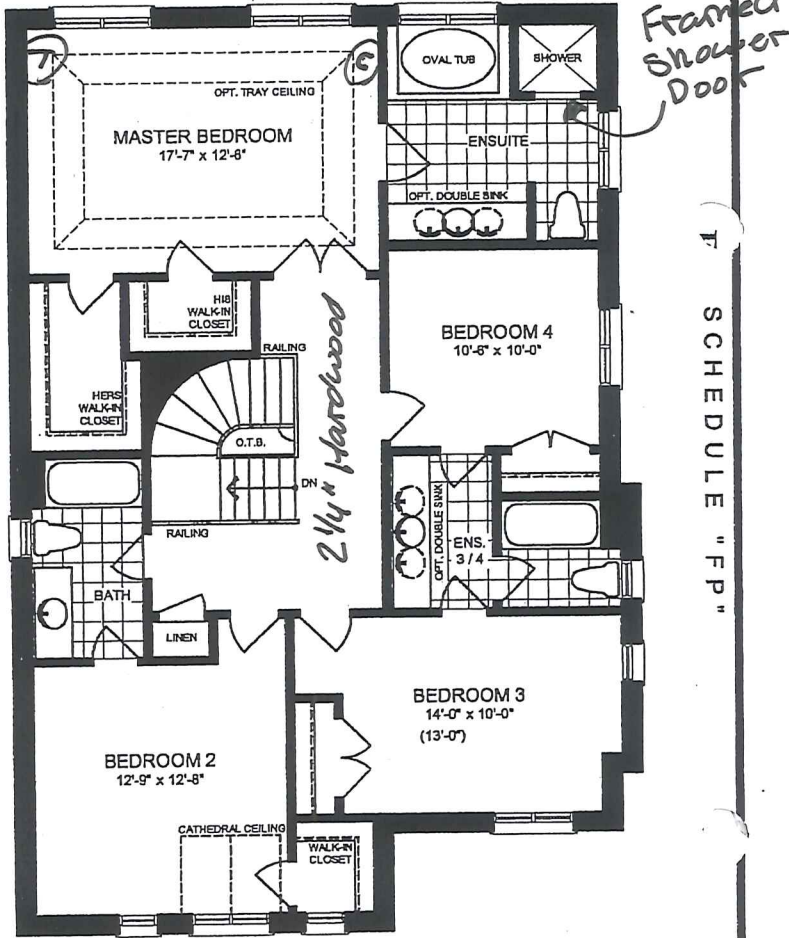 Framed
Shower
Door
OVAL TUB
SHOWER
OPT. TRAY CEILING
MASTER BEDROOM
17'-7" x 12'-6"
ENSUITE
OPT. DOUBLE SINK
HIS
WALK-IN
CLOSET
HERS
WALK-IN
CLOSET
RAILING
2 1/4" Hardwood
BEDROOM 4
10'-6" x 10'-0"
O.T.B.
DN
RAILING
OPT. DOUBLE SINK
ENS.
3 / 4
BATH
LINEN
BEDROOM 3
14'-0" x 10'-0"
(13'-0")
BEDROOM 2
12'-9" x 12'-8"
CATHEDRAL CEILING
WALK-IN
CLOSET
SCHEDULE "FP"